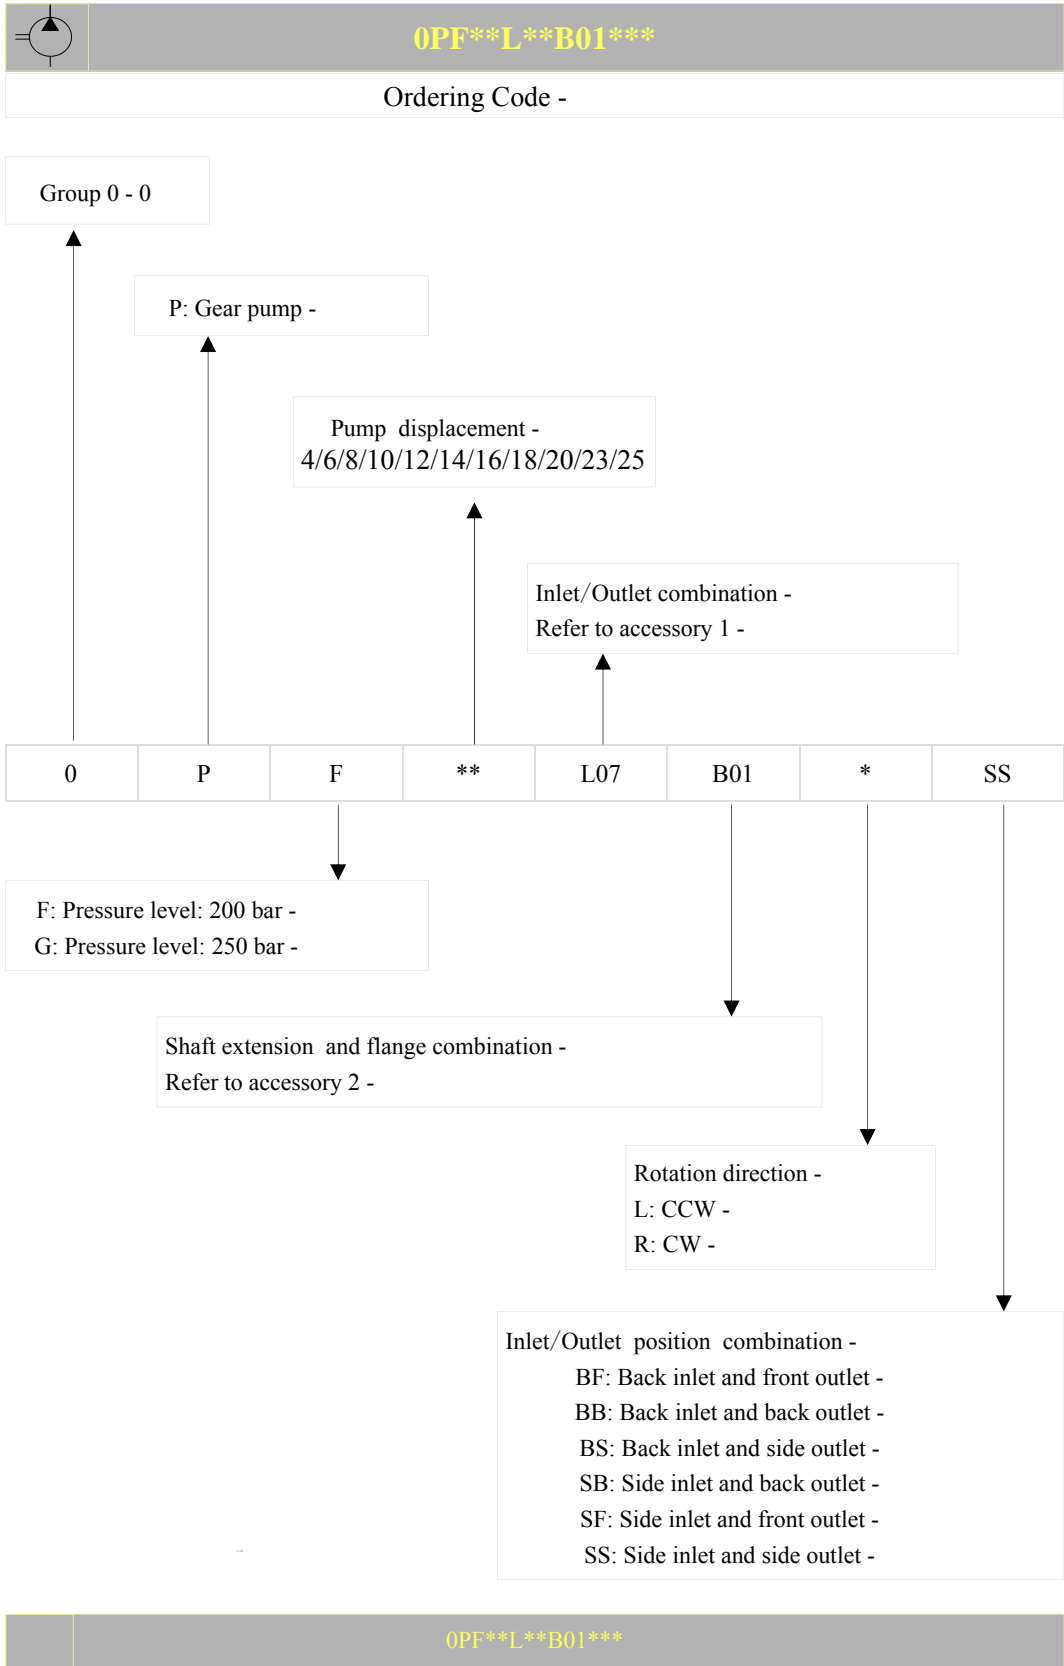 0PF**L**B01***
Ordering Code -
Group 0 - 0
P: Gear pump -
Pump displacement -
4/6/8/10/12/14/16/18/20/23/25
Inlet/Outlet combination -
Refer to accessory 1 -
0 P F ** L07 B01 * SS
F: Pressure level: 200 bar -
G: Pressure level: 250 bar -
Shaft extension and flange combination -
Refer to accessory 2 -
Rotation direction -
L: CCW -
R: CW -
Inlet/Outlet position combination -
BF: Back inlet and front outlet -
BB: Back inlet and back outlet -
BS: Back inlet and side outlet -
SB: Side inlet and back outlet -
SF: Side inlet and front outlet -
SS: Side inlet and side outlet -
0PF**L**B01***